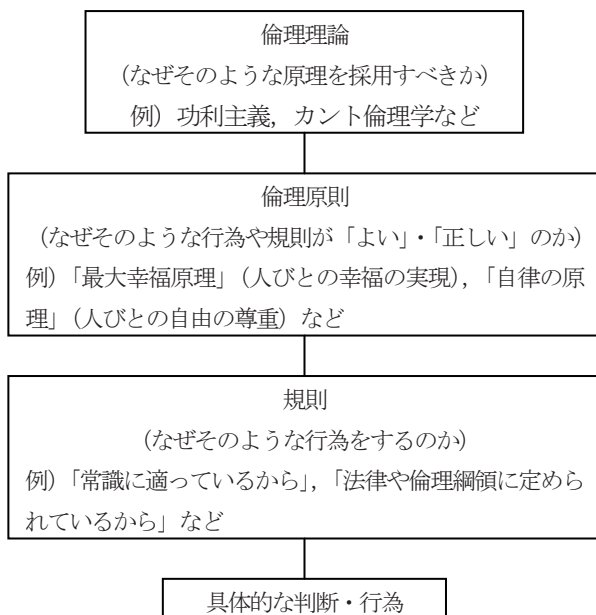 倫理理論
(なぜそのような原理を採用すべきか)
例)功利主義,カント倫理学など
倫理原則
(なぜそのような行為や規則が「よい」・「正しい」のか)
例)「最大幸福原理」(人びとの幸福の実現),「自律の原
理」(人びとの自由の尊重)など
規則
(なぜそのような行為をするのか)
例)「常識に適っているから」,「法律や倫理綱領に定めら
れているから」など
具体的な判断・行為